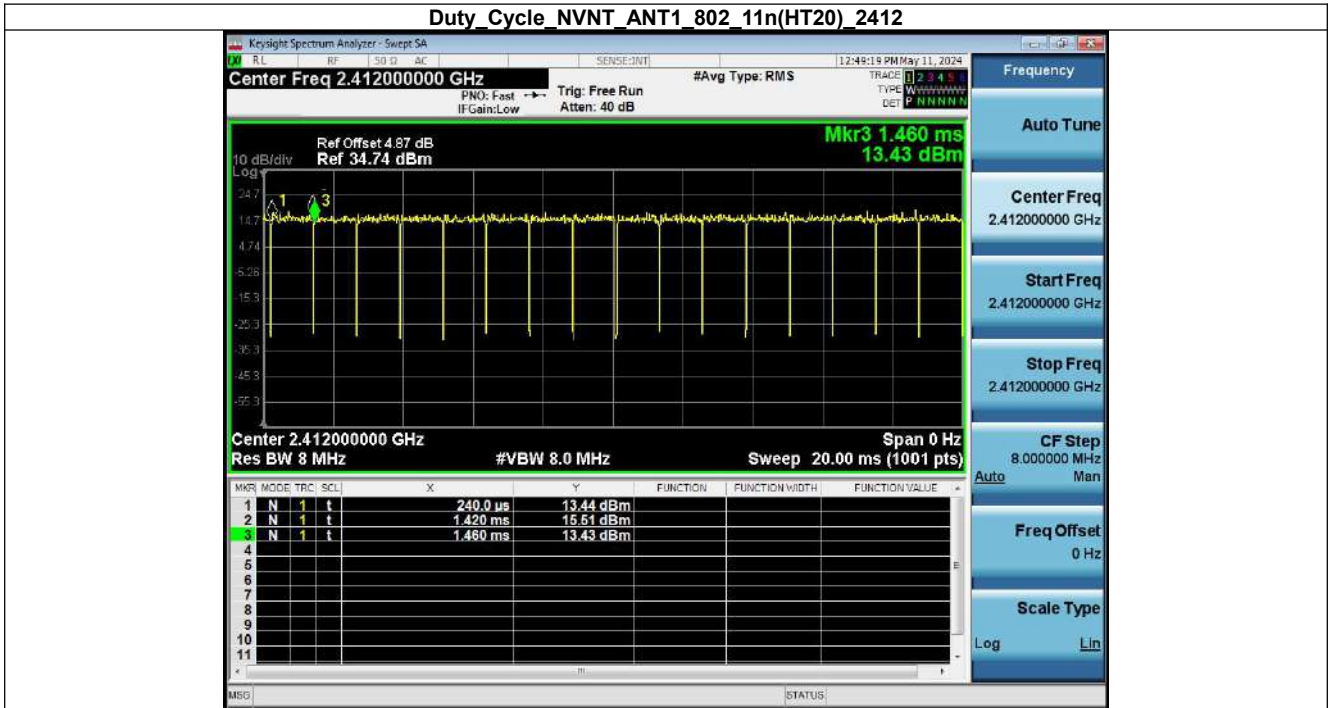 Duty_Cycle_NVNT_ANT1_802_11n(HT20)_2412
Keysight Spectrum Analyzer - Swept SA
RL RF 50 Ω AC SENSE:INT 12:49:19 PM May 11, 2024
Center Freq 2.412000000 GHz #Avg Type: RMS TRACE 1 2 3 4 5 6
PNO: Fast Trig: Free Run TYPE WWWWWW
IFGain:Low Atten: 40 dB DET P N N N N N
Mkr3 1.460 ms
Ref Offset 4.87 dB
10 dB/div Ref 34.74 dBm 13.43 dBm
Log
24.7
1 3
14.7
4.74
-5.26
-15.3
-25.3
-35.3
-45.3
-55.3
Center 2.412000000 GHz Span 0 Hz
Res BW 8 MHz #VBW 8.0 MHz Sweep 20.00 ms (1001 pts)
MKR MODE TRC SCL X Y FUNCTION FUNCTION WIDTH FUNCTION VALUE
1 N 1 t 240.0 µs 13.44 dBm
2 N 1 t 1.420 ms 15.51 dBm
3 N 1 t 1.460 ms 13.43 dBm
4
5
6
7
8
9
10
11
MSG STATUS
Frequency
Auto Tune
Center Freq
2.412000000 GHz
Start Freq
2.412000000 GHz
Stop Freq
2.412000000 GHz
CF Step
8.000000 MHz
Auto Man
Freq Offset
0 Hz
Scale Type
Log Lin